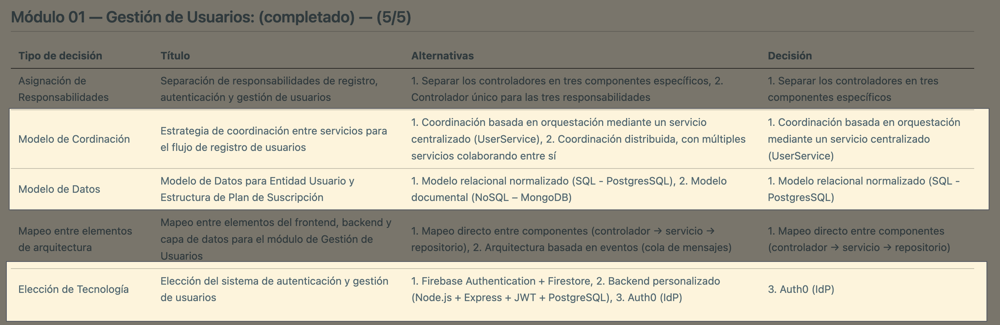 Módulo 01 — Gestión de Usuarios: (completado) — (5/5)
Tipo de decisión
Título
Alternativas
Decisión
Asignación de
Responsabilidades
Separación de responsabilidades de registro,
autenticación y gestión de usuarios
1. Separar los controladores en tres componentes específicos, 2.
Controlador único para las tres responsabilidades
1. Separar los controladores en tres
componentes específicos
Modelo de Cordinación
Estrategia de coordinación entre servicios para
el flujo de registro de usuarios
1. Coordinación basada en orquestación mediante un servicio
centralizado (UserService), 2. Coordinación distribuida, con múltiples
servicios colaborando entre sí
1. Coordinación basada en orquestación
mediante un servicio centralizado
(UserService)
Modelo de Datos
Modelo de Datos para Entidad Usuario y
Estructura de Plan de Suscripción
1. Modelo relacional normalizado (SQL - PostgresSQL), 2. Modelo
documental (NoSQL – MongoDB)
1. Modelo relacional normalizado (SQL -
PostgresSQL)
Mapeo entre elementos
de arquitectura
Mapeo entre elementos del frontend, backend y
capa de datos para el módulo de Gestión de
Usuarios
1. Mapeo directo entre componentes (controlador → servicio →
repositorio), 2. Arquitectura basada en eventos (cola de mensajes)
1. Mapeo directo entre componentes
(controlador → servicio → repositorio)
Elección de Tecnología
Elección del sistema de autenticación y gestión
de usuarios
1. Firebase Authentication + Firestore, 2. Backend personalizado
(Node.js + Express + JWT + PostgreSQL), 3. Auth0 (IdP)
3. Auth0 (IdP)